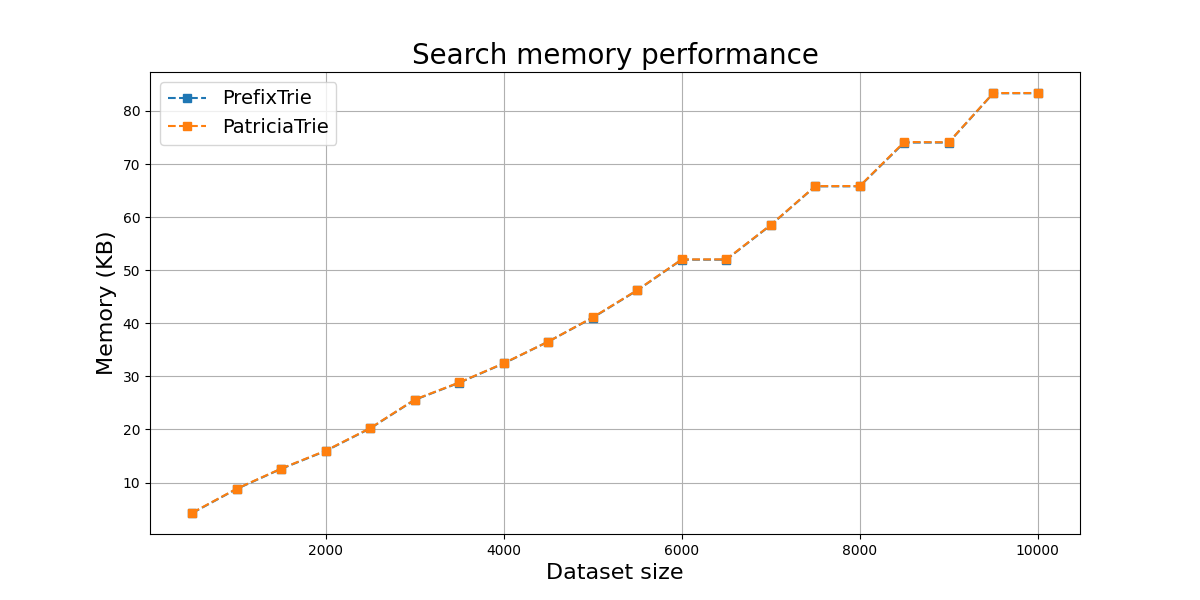 Search memory performance
PrefixTrie
PatriciaTrie
Memory (KB)
80
70
60
50
40
30
20
10
2000 4000 6000 8000 10000
Dataset size